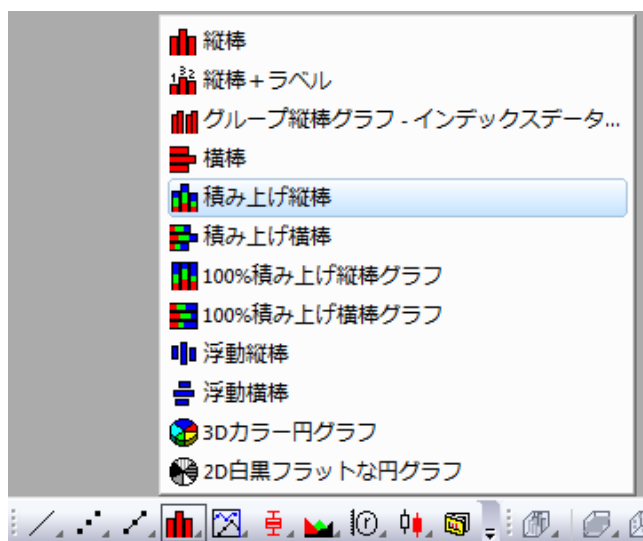 縦棒
縦棒+ラベル
グループ縦棒グラフ - インデックスデータ...
横棒
積み上げ縦棒
積み上げ横棒
100%積み上げ縦棒グラフ
100%積み上げ横棒グラフ
浮動縦棒
浮動横棒
3Dカラー円グラフ
2D白黒フラットな円グラフ